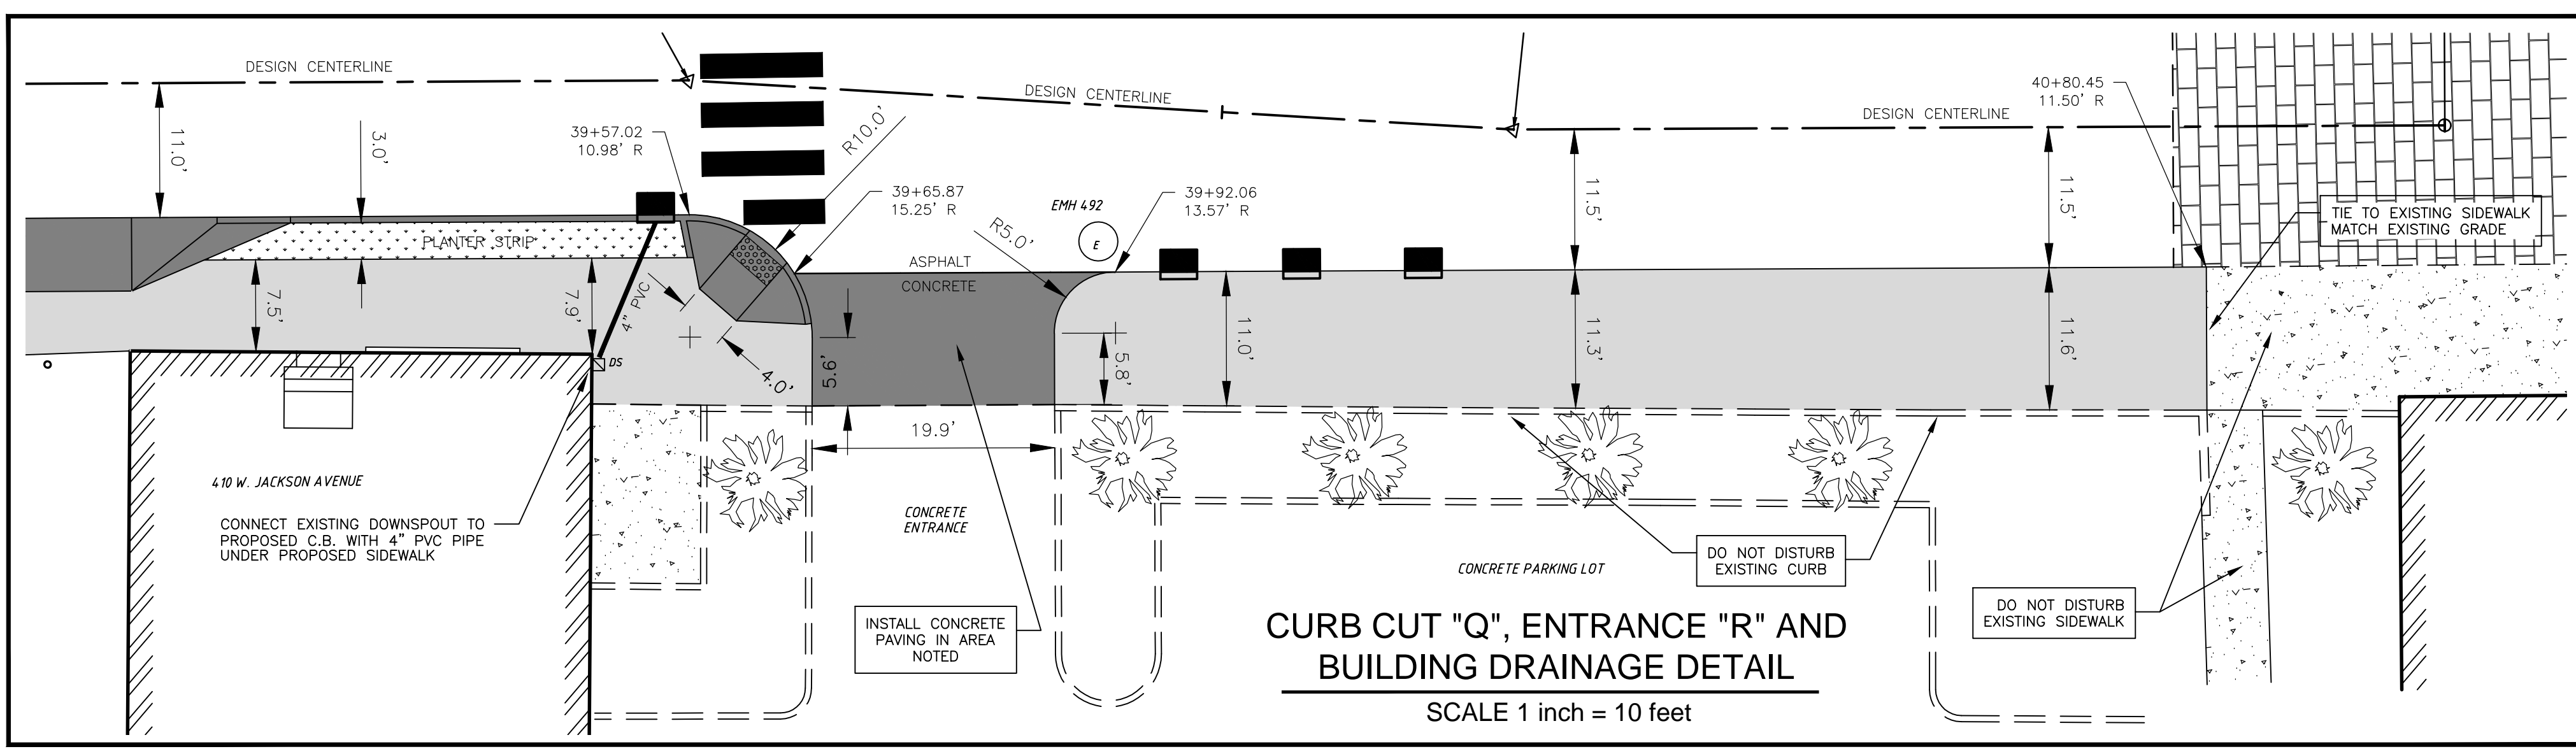 DESIGN CENTERLINE
DESIGN CENTERLINE
DESIGN CENTERLINE
40+80.45
11.50' R
11.0'
3.0'
39+57.02
10.98' R
R10.0'
39+65.87
15.25' R
EMH 492
E
39+92.06
13.57' R
11.5'
11.5'
TIE TO EXISTING SIDEWALK
MATCH EXISTING GRADE
PLANTER STRIP
R5.0'
ASPHALT
CONCRETE
7.5'
7.9'
4" PVC
DS
4.0'
5.6'
5.8'
11.0'
11.3'
11.6'
19.9'
410 W. JACKSON AVENUE
CONNECT EXISTING DOWNSPOUT TO
PROPOSED C.B. WITH 4" PVC PIPE
UNDER PROPOSED SIDEWALK
CONCRETE
ENTRANCE
INSTALL CONCRETE
PAVING IN AREA
NOTED
CONCRETE PARKING LOT
DO NOT DISTURB
EXISTING CURB
DO NOT DISTURB
EXISTING SIDEWALK
CURB CUT "Q", ENTRANCE "R" AND
BUILDING DRAINAGE DETAIL
SCALE 1 inch = 10 feet